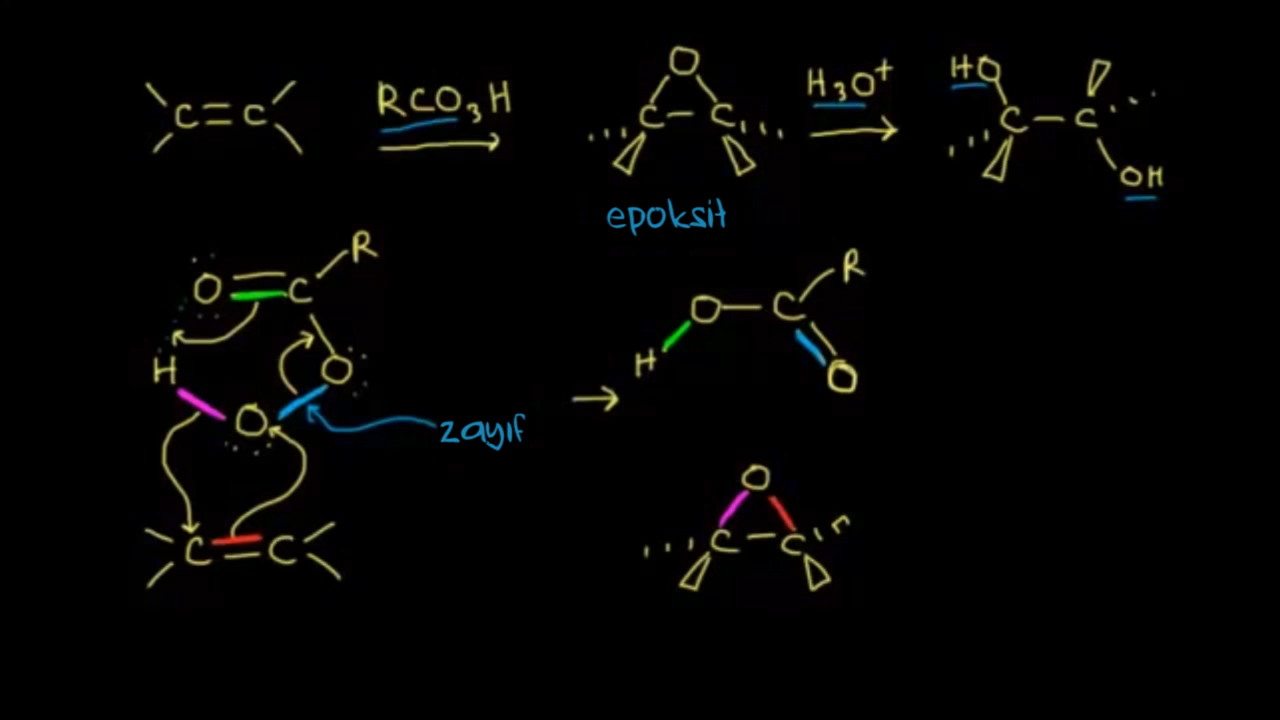 C=C RCO₃H O C-C H₃O⁺ HO C-C OH
epoksit
O=C R H O O → H O-C R O
zayıf
C=C O C-C